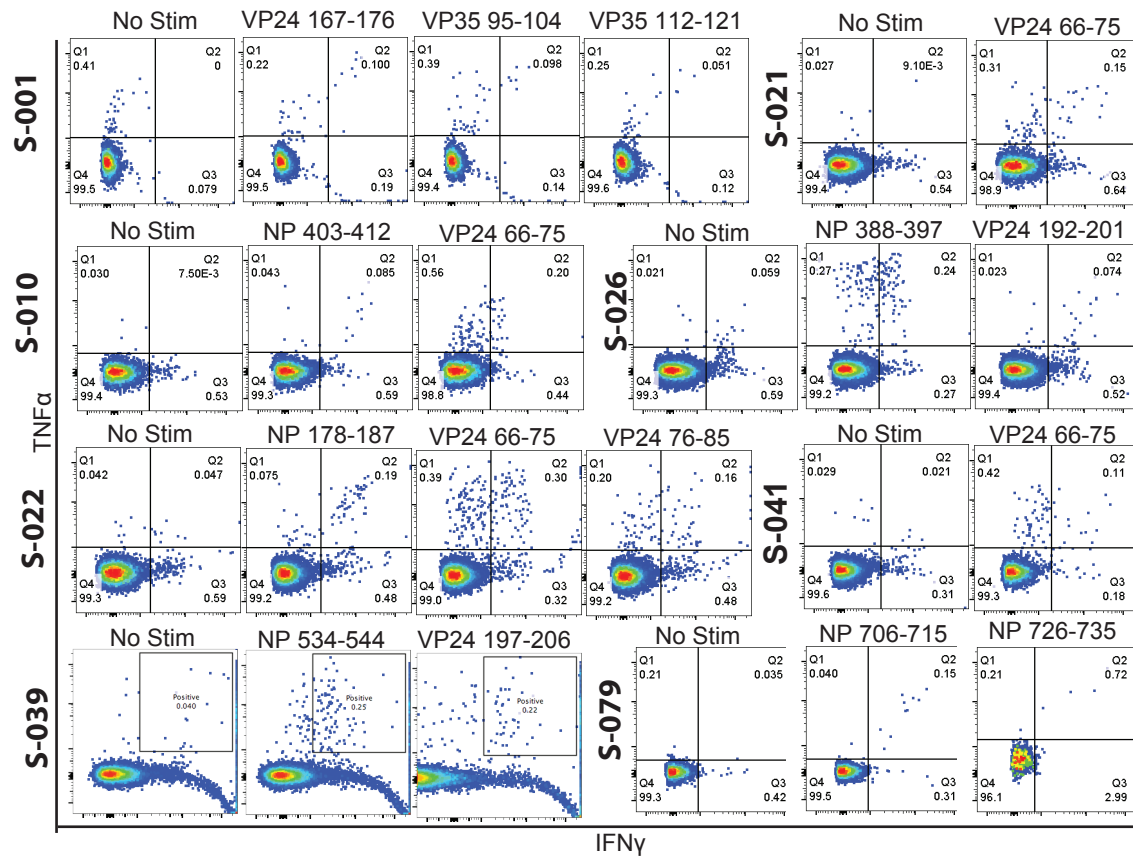 No Stim VP24 167-176 VP35 95-104 VP35 112-121 No Stim VP24 66-75
S-001
Q1 0.41 Q2 0 Q4 99.5 Q3 0.079
Q1 0.22 Q2 0.100 Q4 99.5 Q3 0.19
Q1 0.39 Q2 0.098 Q4 99.4 Q3 0.14
Q1 0.25 Q2 0.051 Q4 99.6 Q3 0.12
S-021
Q1 0.027 Q2 9.10E-3 Q4 99.4 Q3 0.54
Q1 0.31 Q2 0.15 Q4 98.9 Q3 0.64
No Stim NP 403-412 VP24 66-75 No Stim NP 388-397 VP24 192-201
S-010
Q1 0.030 Q2 7.50E-3 Q4 99.4 Q3 0.53
Q1 0.043 Q2 0.085 Q4 99.3 Q3 0.59
Q1 0.56 Q2 0.20 Q4 98.8 Q3 0.44
S-026
Q1 0.021 Q2 0.059 Q4 99.3 Q3 0.59
Q1 0.27 Q2 0.24 Q4 99.2 Q3 0.27
Q1 0.023 Q2 0.074 Q4 99.4 Q3 0.52
TNFα
No Stim NP 178-187 VP24 66-75 VP24 76-85 No Stim VP24 66-75
S-022
Q1 0.042 Q2 0.047 Q4 99.3 Q3 0.59
Q1 0.075 Q2 0.19 Q4 99.2 Q3 0.48
Q1 0.39 Q2 0.30 Q4 99.0 Q3 0.32
Q1 0.20 Q2 0.16 Q4 99.2 Q3 0.48
S-041
Q1 0.029 Q2 0.021 Q4 99.6 Q3 0.31
Q1 0.42 Q2 0.11 Q4 99.3 Q3 0.18
No Stim NP 534-544 VP24 197-206 No Stim NP 706-715 NP 726-735
S-039
Positive 0.040
Positive 0.25
Positive 0.22
S-079
Q1 0.21 Q2 0.035 Q4 99.3 Q3 0.42
Q1 0.040 Q2 0.15 Q4 99.5 Q3 0.31
Q1 0.21 Q2 0.72 Q4 96.1 Q3 2.99
IFNγ